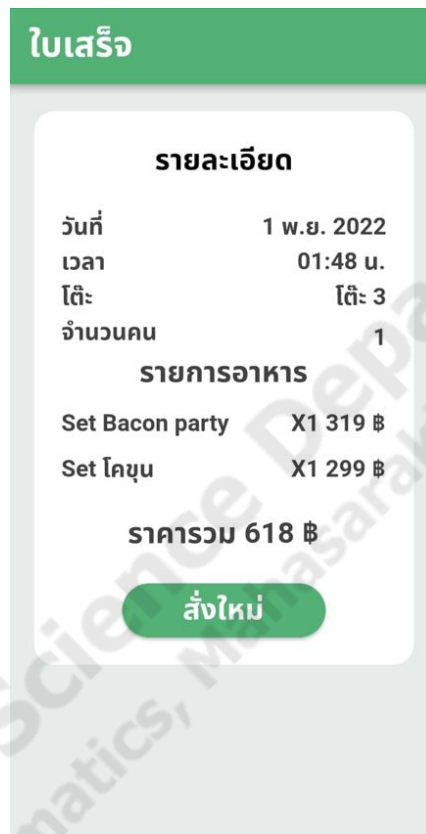 ใบเสร็จ
รายละเอียด
วันที่ 1 พ.ย. 2022
เวลา 01:48 น.
โต๊ะ โต๊ะ 3
จำนวนคน 1
รายการอาหาร
Set Bacon party X1 319 ฿
Set โคขุน X1 299 ฿
ราคารวม 618 ฿
สั่งใหม่